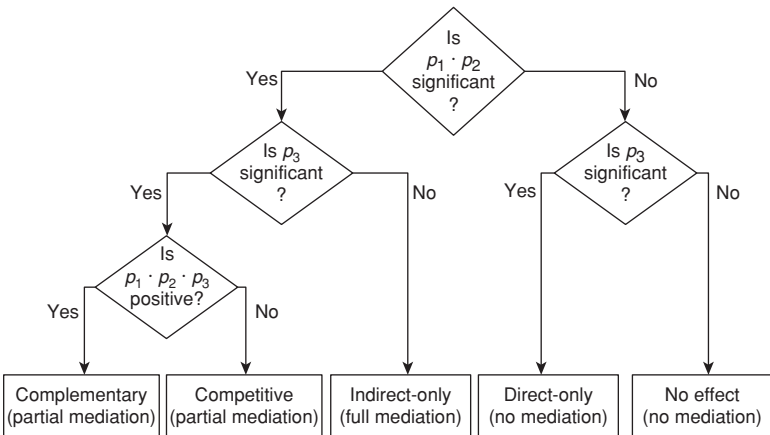 Is
p₁ · p₂
significant
?
Yes
No
Is p₃
significant
?
Is p₃
significant
?
Yes
No
Yes
No
Is
p₁ · p₂ · p₃
positive?
Yes
No
Complementary
(partial mediation)
Competitive
(partial mediation)
Indirect-only
(full mediation)
Direct-only
(no mediation)
No effect
(no mediation)